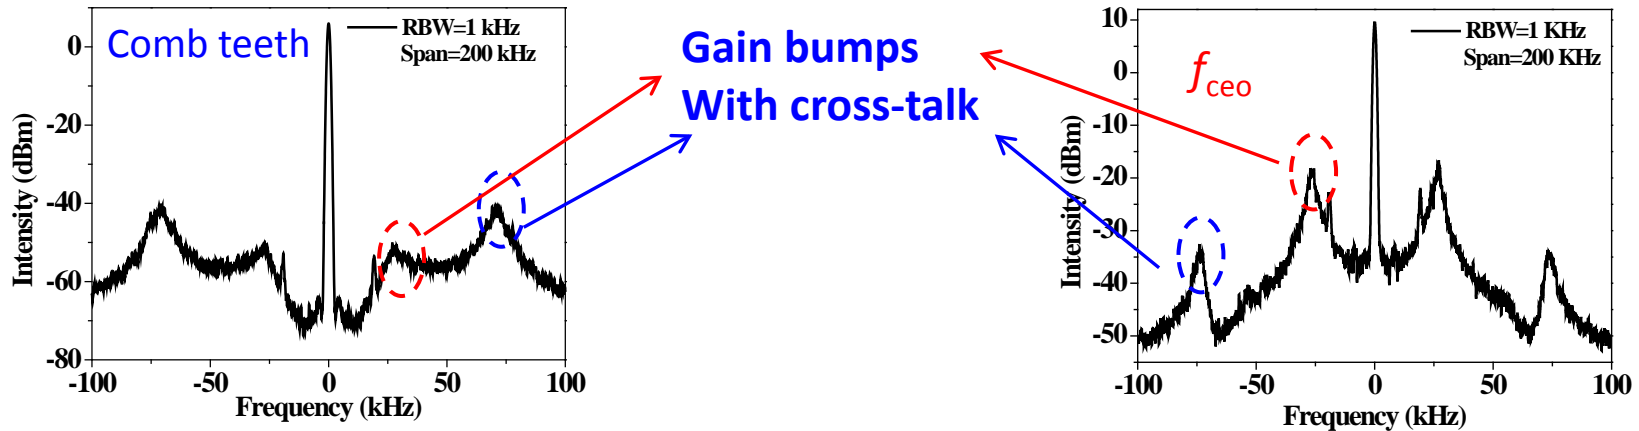 Comb teeth
RBW=1 kHz
Span=200 kHz
0
-20
-40
-60
-80
Intensity (dBm)
-100
-50
0
50
100
Frequency (kHz)
Gain bumps
With cross-talk
fceo
RBW=1 KHz
Span=200 KHz
10
0
-10
-20
-30
-40
-50
Intensity (dBm)
-100
-50
0
50
100
Frequency (kHz)